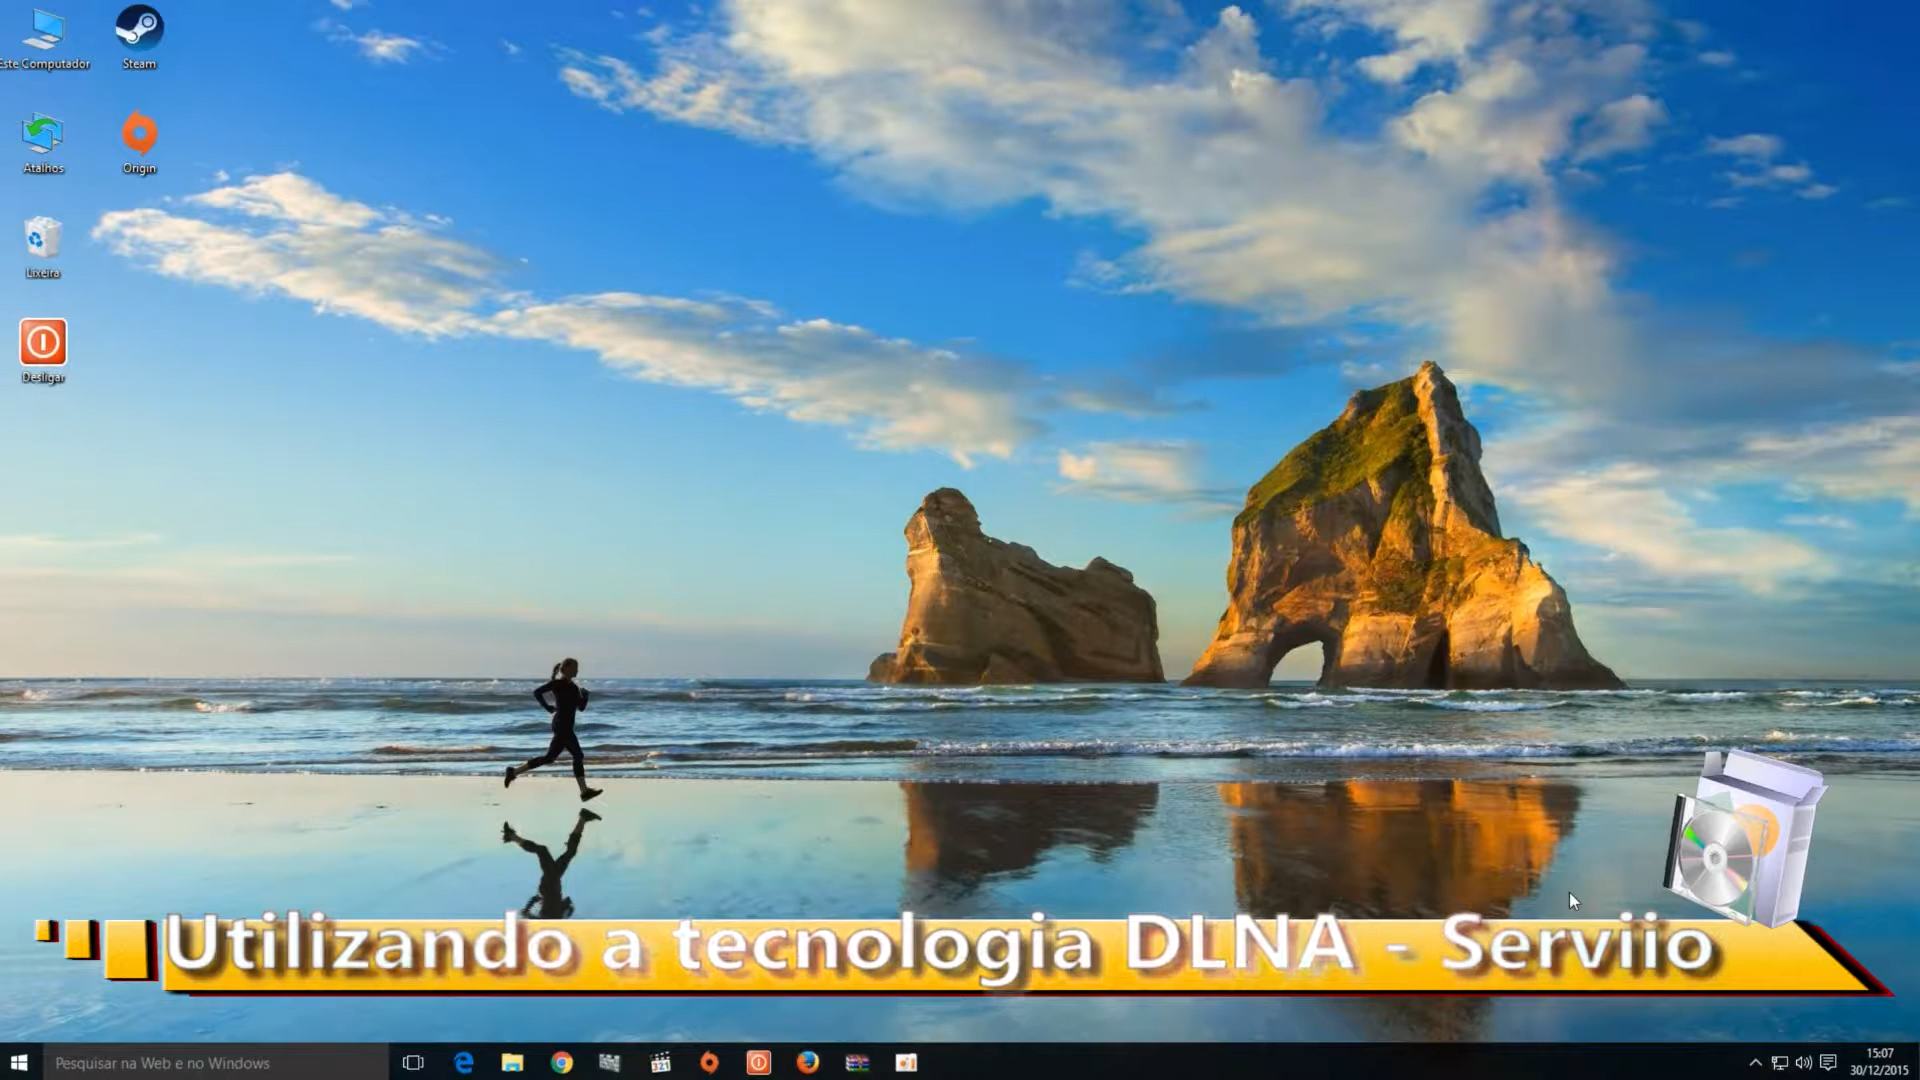 Este Computador
Steam
Atalhos
Origin
Lixeira
Desligar
Utilizando a tecnologia DLNA - Serviio
Pesquisar na Web e no Windows
321
15:07
30/12/2015